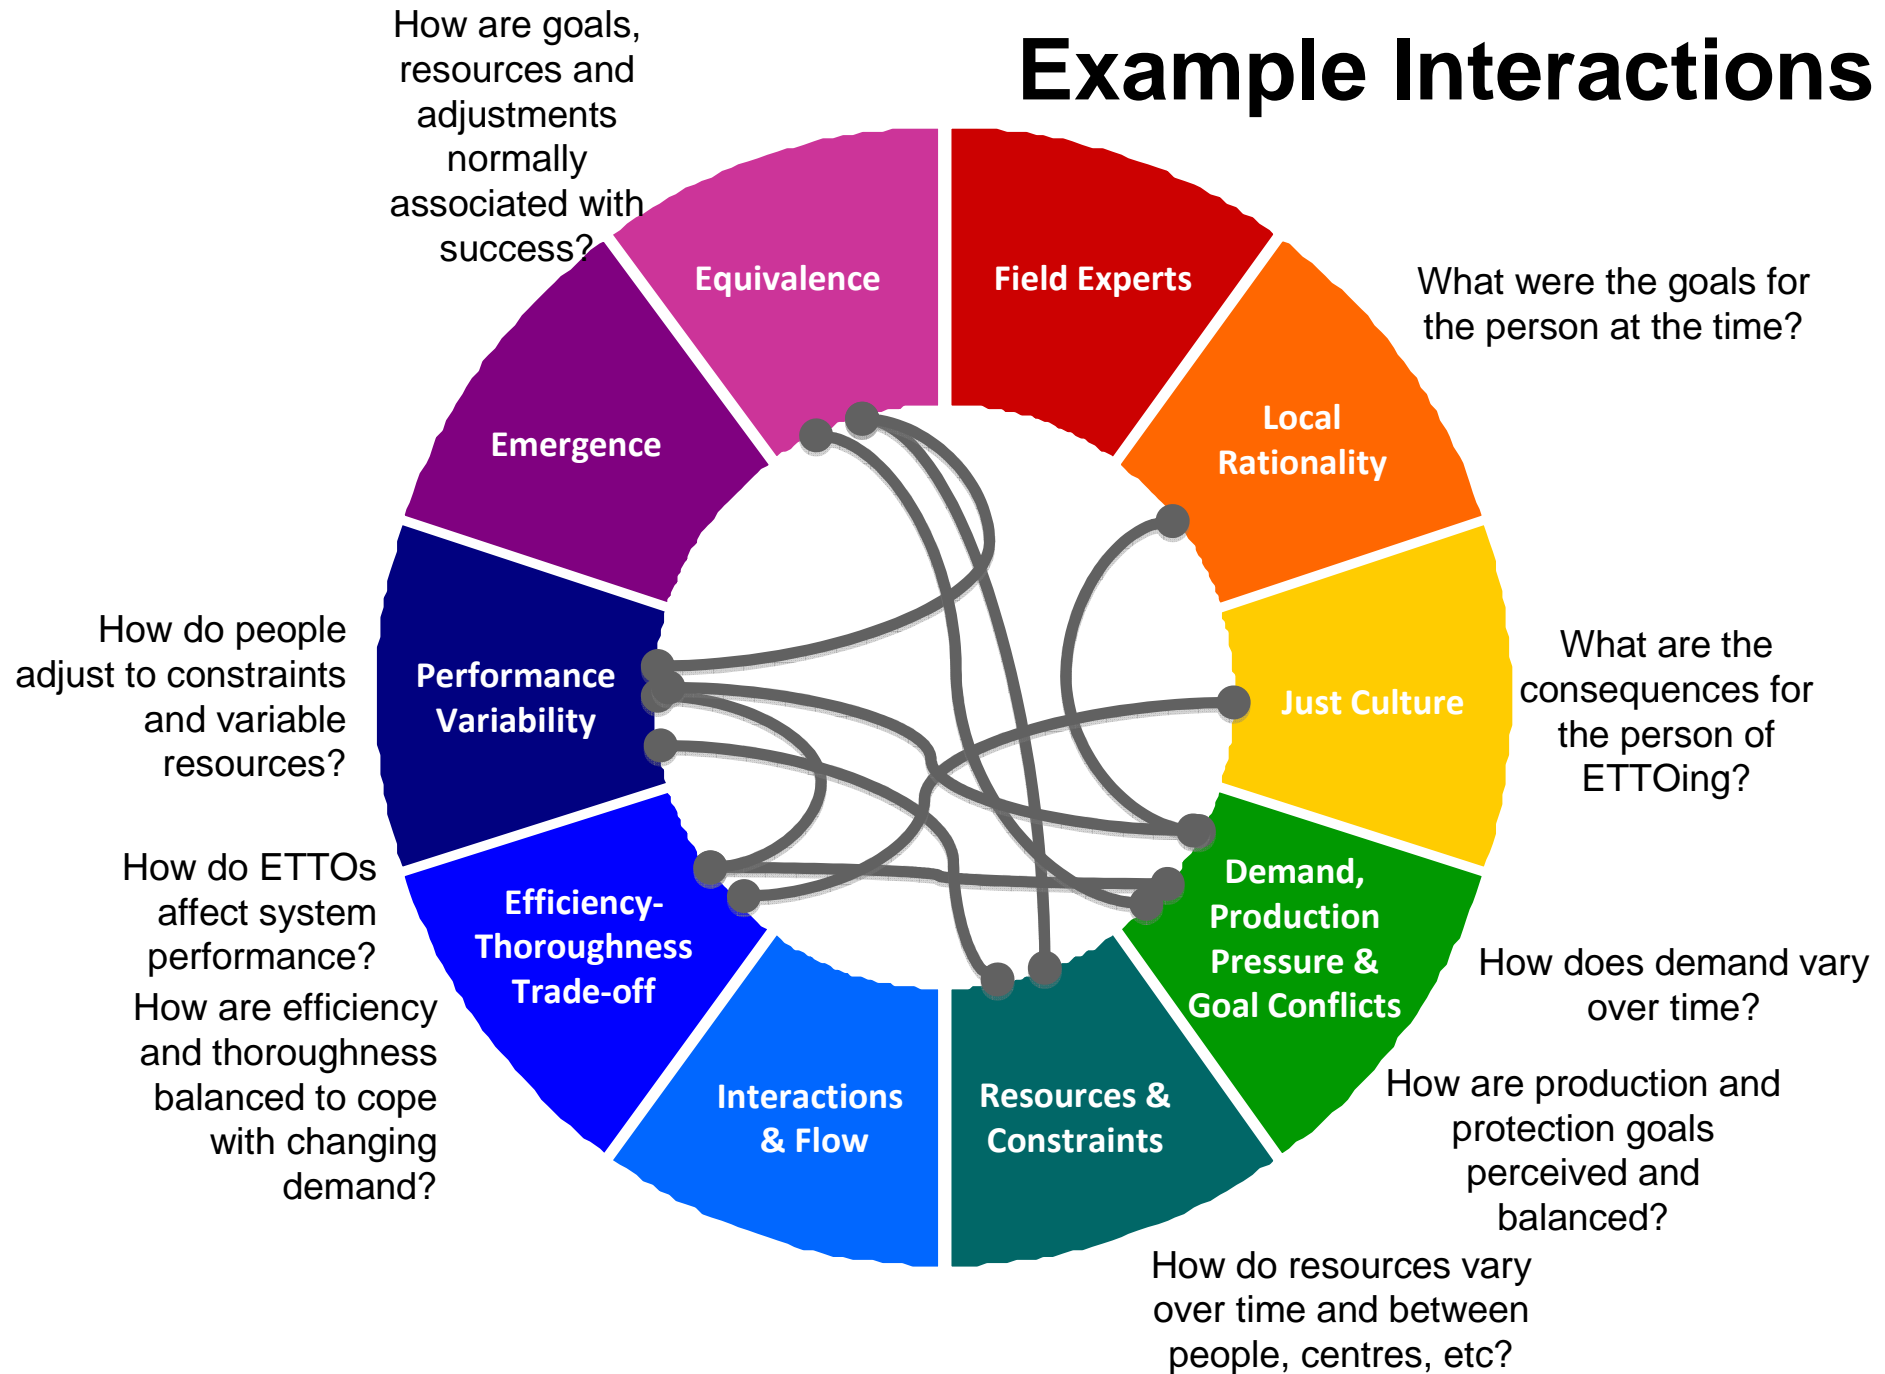 How are goals,
resources and
adjustments
normally
associated with
success?
Example Interactions
Equivalence
Field Experts
What were the goals for
the person at the time?
Local
Rationality
Emergence
How do people
adjust to constraints
and variable
resources?
Performance
Variability
Just Culture
What are the
consequences for
the person of
ETTOing?
How do ETTOs
affect system
performance?
How are efficiency
and thoroughness
balanced to cope
with changing
demand?
Efficiency-
Thoroughness
Trade-off
Demand,
Production
Pressure &
Goal Conflicts
How does demand vary
over time?
Interactions
& Flow
Resources &
Constraints
How are production and
protection goals
perceived and
balanced?
How do resources vary
over time and between
people, centres, etc?